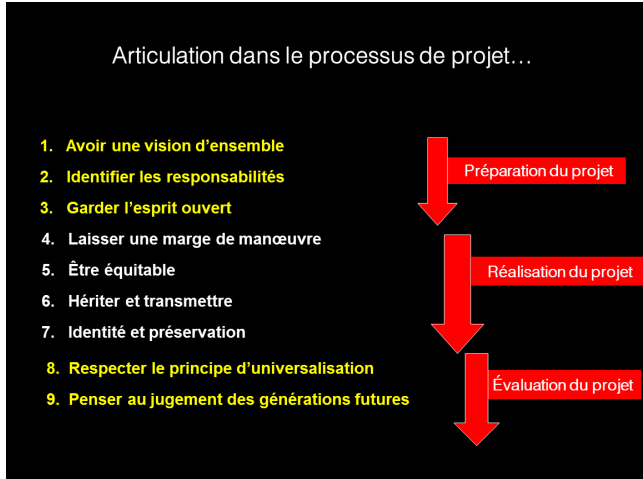 Articulation dans le processus de projet…
1. Avoir une vision d’ensemble
2. Identifier les responsabilités
3. Garder l’esprit ouvert
Préparation du projet
4. Laisser une marge de manœuvre
5. Être équitable
6. Hériter et transmettre
7. Identité et préservation
Réalisation du projet
8. Respecter le principe d’universalisation
9. Penser au jugement des générations futures
Évaluation du projet